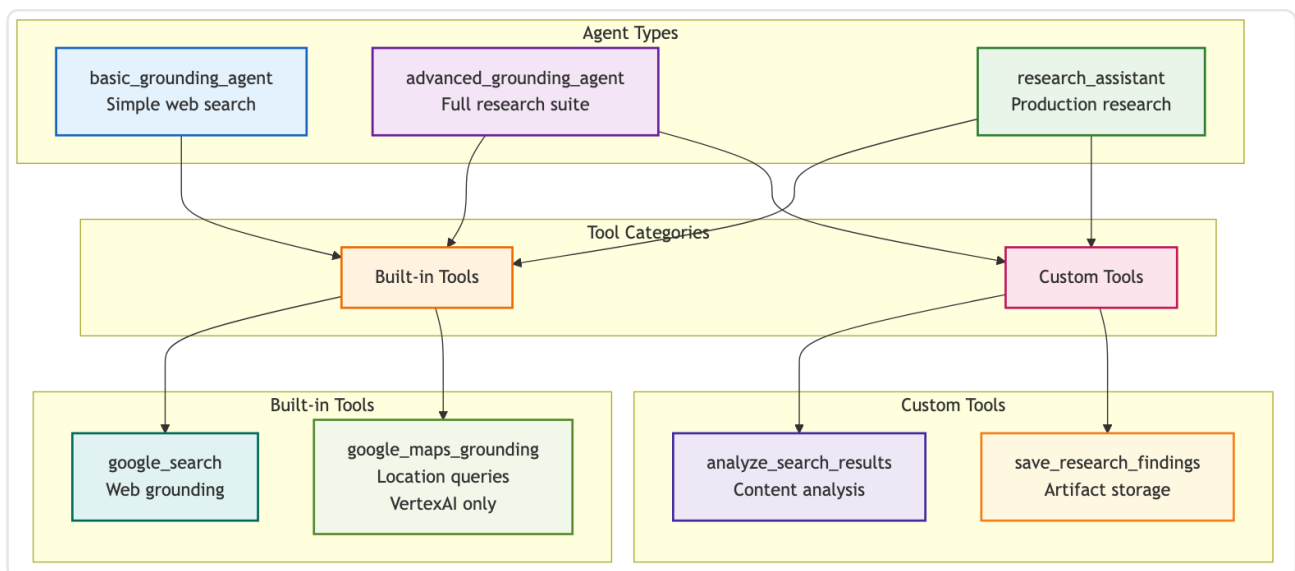 Agent Types
basic_grounding_agent
Simple web search
advanced_grounding_agent
Full research suite
research_assistant
Production research
Tool Categories
Built-in Tools
Custom Tools
Built-in Tools
google_search
Web grounding
google_maps_grounding
Location queries
VertexAI only
Custom Tools
analyze_search_results
Content analysis
save_research_findings
Artifact storage